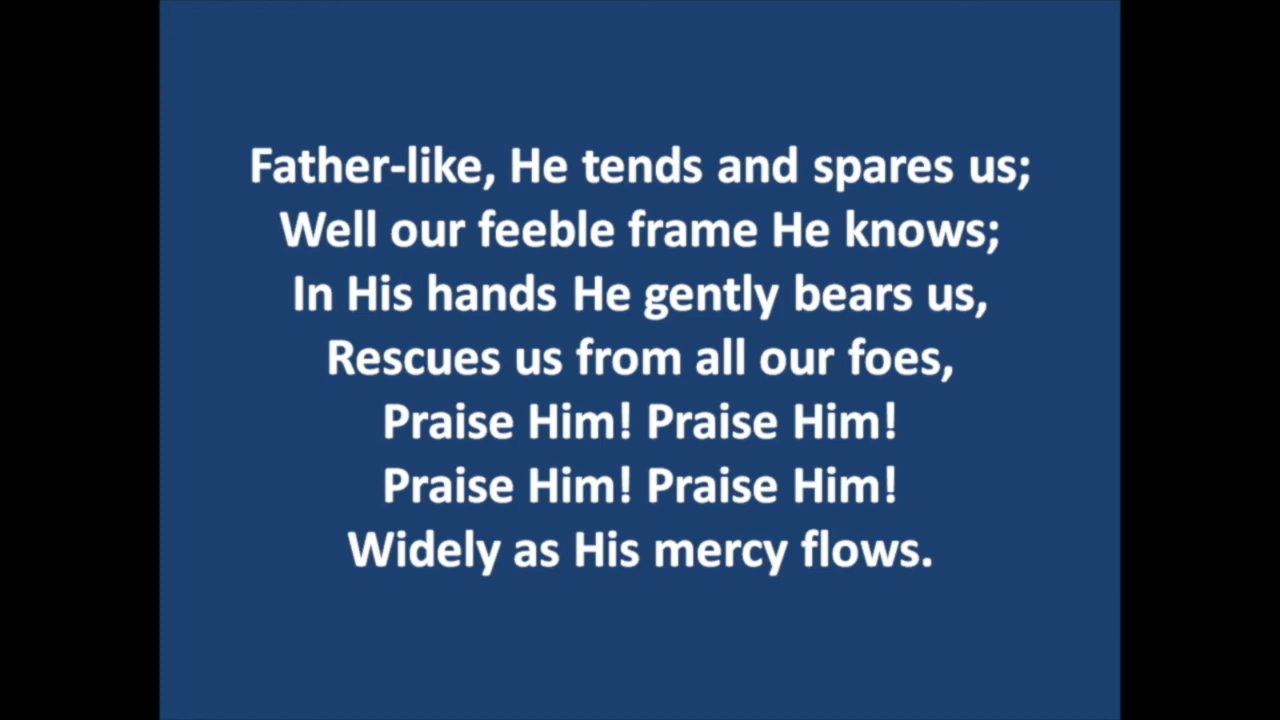 Father-like, He tends and spares us;
Well our feeble frame He knows;
In His hands He gently bears us,
Rescues us from all our foes,
Praise Him! Praise Him!
Praise Him! Praise Him!
Widely as His mercy flows.